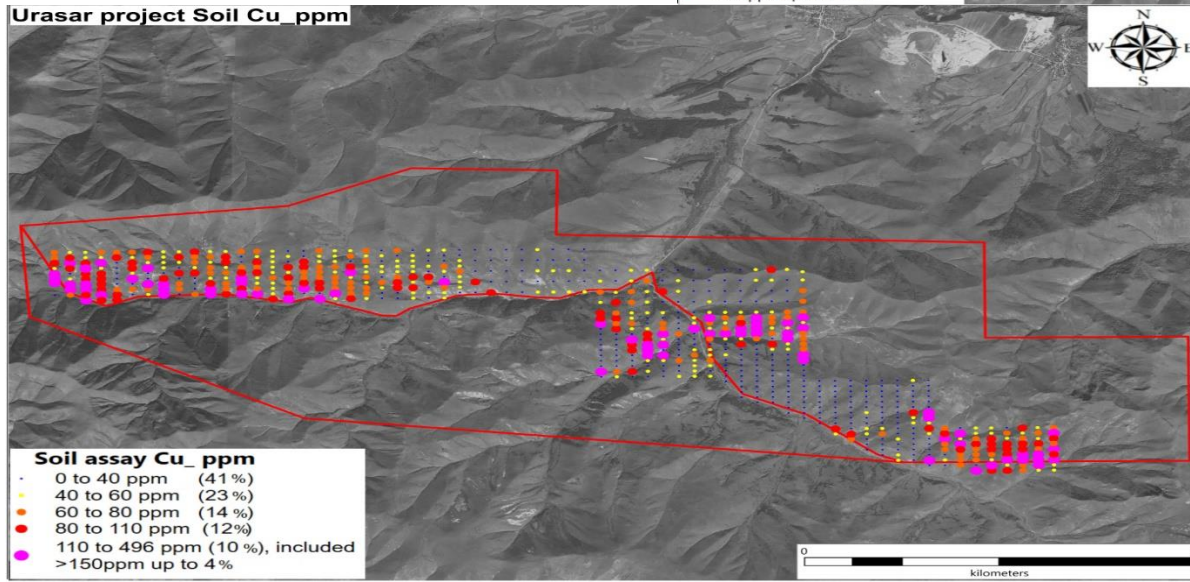 Urasar project Soil Cu_ppm
N
W E
S
Soil assay Cu_ ppm
0 to 40 ppm (41 %)
40 to 60 ppm (23 %)
60 to 80 ppm (14 %)
80 to 110 ppm (12%)
110 to 496 ppm (10 %), included
>150ppm up to 4%
0
kilometers